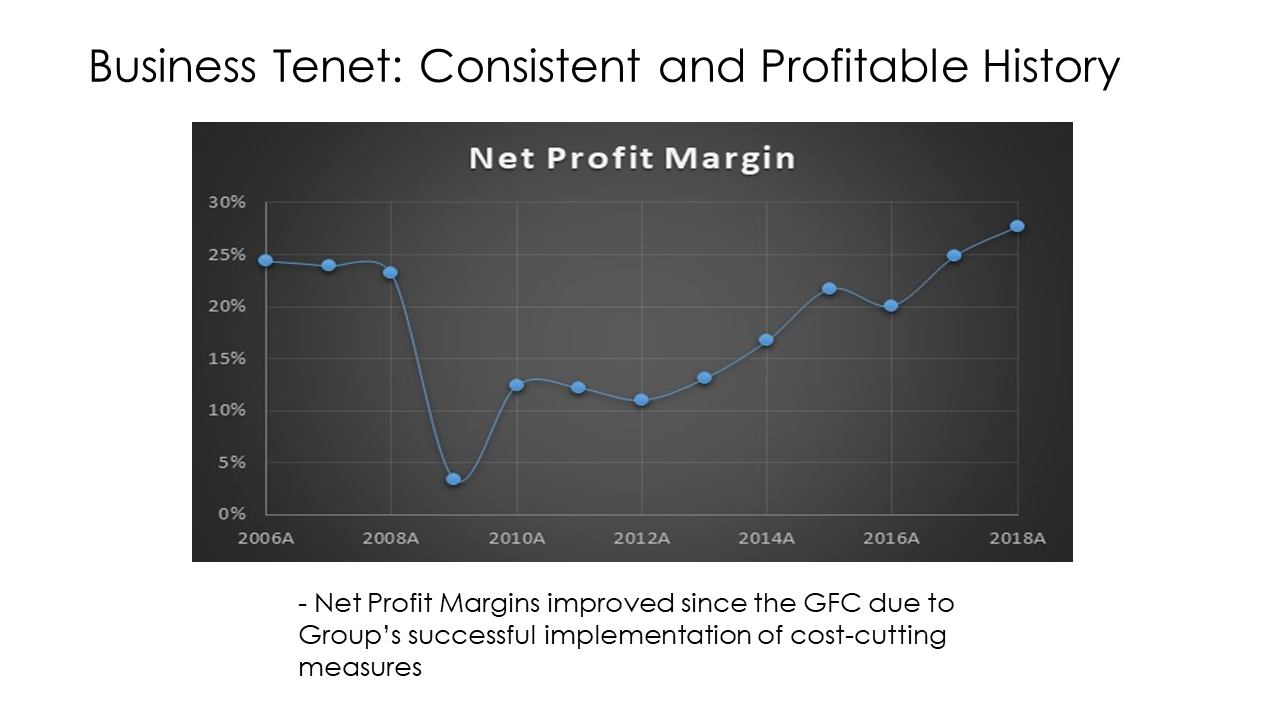 Business Tenet: Consistent and Profitable History
Net Profit Margin
30%
25%
20%
15%
10%
5%
0%
2006A 2008A 2010A 2012A 2014A 2016A 2018A
- Net Profit Margins improved since the GFC due to
Group’s successful implementation of cost-cutting
measures